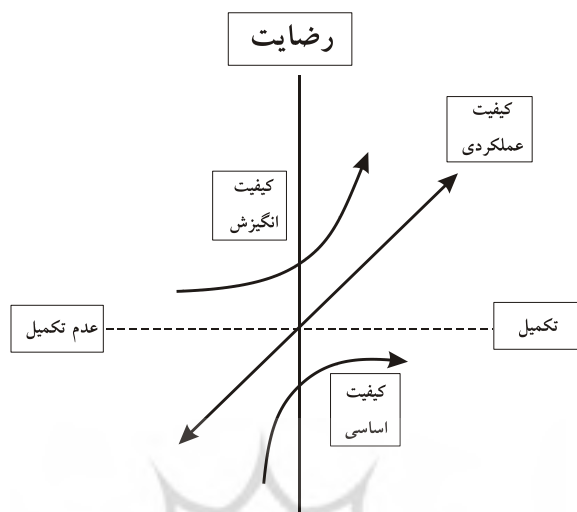 رضایت
کیفیت
عملکردی
کیفیت
انگیزش
عدم تکمیل
تکمیل
کیفیت
اساسی